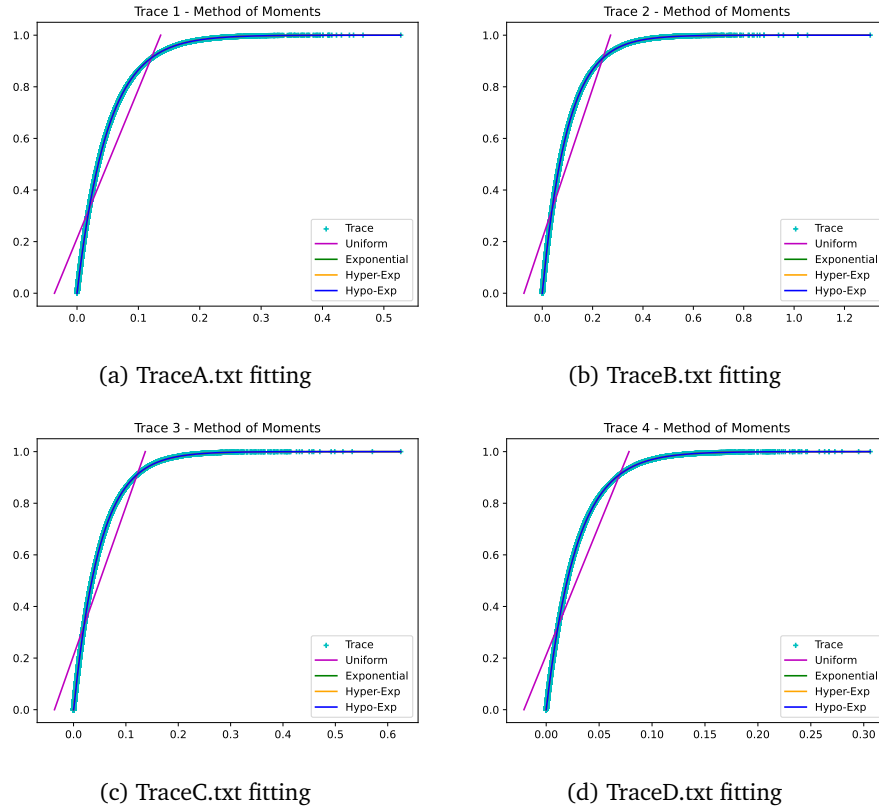 Trace 1 - Method of Moments
1.0
0.8
0.6
0.4
0.2
0.0
0.0 0.1 0.2 0.3 0.4 0.5
Trace
Uniform
Exponential
Hyper-Exp
Hypo-Exp
(a) TraceA.txt fitting
Trace 2 - Method of Moments
1.0
0.8
0.6
0.4
0.2
0.0
0.0 0.2 0.4 0.6 0.8 1.0 1.2
Trace
Uniform
Exponential
Hyper-Exp
Hypo-Exp
(b) TraceB.txt fitting
Trace 3 - Method of Moments
1.0
0.8
0.6
0.4
0.2
0.0
0.0 0.1 0.2 0.3 0.4 0.5 0.6
Trace
Uniform
Exponential
Hyper-Exp
Hypo-Exp
(c) TraceC.txt fitting
Trace 4 - Method of Moments
1.0
0.8
0.6
0.4
0.2
0.0
0.00 0.05 0.10 0.15 0.20 0.25 0.30
Trace
Uniform
Exponential
Hyper-Exp
Hypo-Exp
(d) TraceD.txt fitting